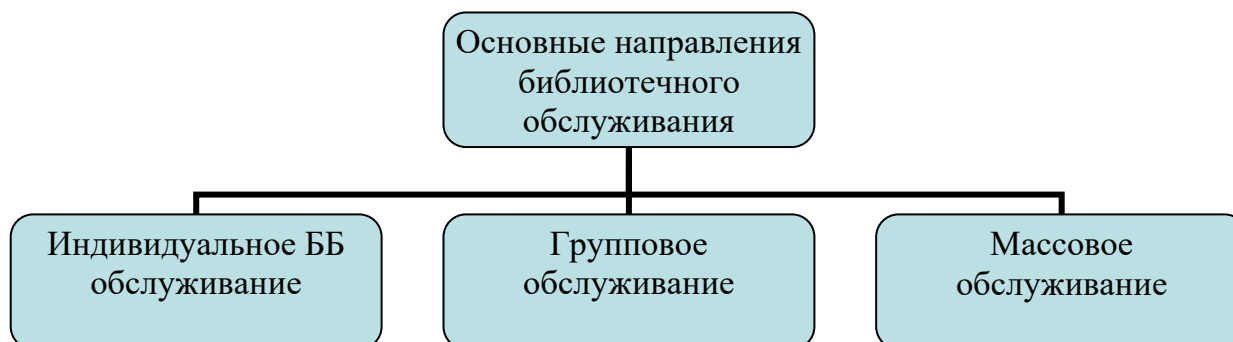 Основные направления
библиотечного
обслуживания
Индивидуальное ББ
обслуживание
Групповое
обслуживание
Массовое
обслуживание